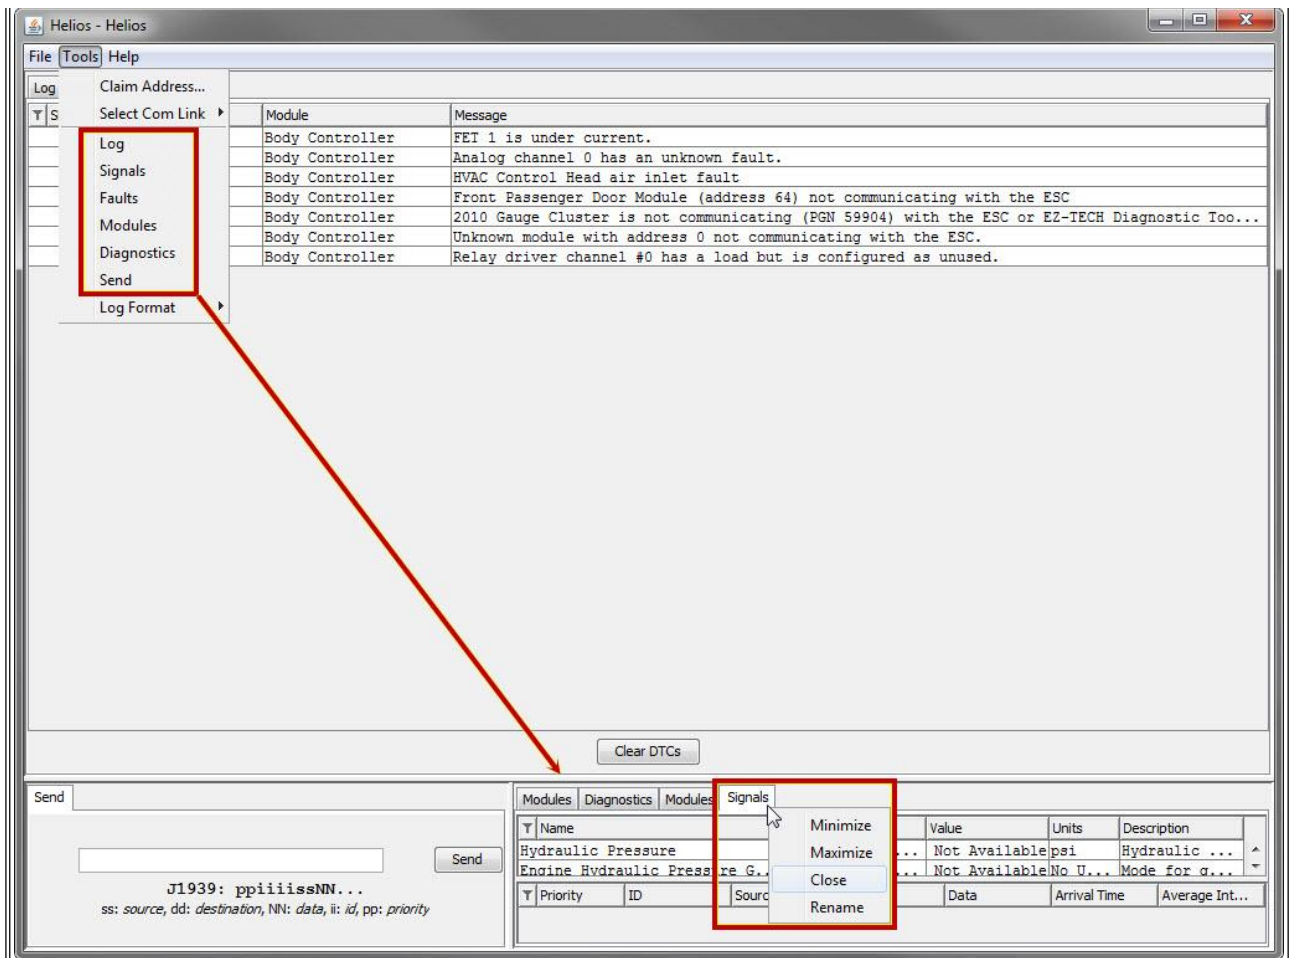 Helios - Helios
File Tools Help
Log
Claim Address...
Select Com Link
Log
Signals
Faults
Modules
Diagnostics
Send
Log Format
S Module Message
Body Controller FET 1 is under current.
Body Controller Analog channel 0 has an unknown fault.
Body Controller HVAC Control Head air inlet fault
Body Controller Front Passenger Door Module (address 64) not communicating with the ESC
Body Controller 2010 Gauge Cluster is not communicating (PGN 59904) with the ESC or EZ-TECH Diagnostic Too...
Body Controller Unknown module with address 0 not communicating with the ESC.
Body Controller Relay driver channel #0 has a load but is configured as unused.
Clear DTCs
Send
Send
J1939: ppiiiissNN...
ss: source, dd: destination, NN: data, ii: id, pp: priority
Modules Diagnostics Modules Signals
Name Value Units Description
Hydraulic Pressure ... Not Available psi Hydraulic ...
Engine Hydraulic Pressure G... ... Not Available No U... Mode for g...
Priority ID Sourc Data Arrival Time Average Int...
Minimize
Maximize
Close
Rename